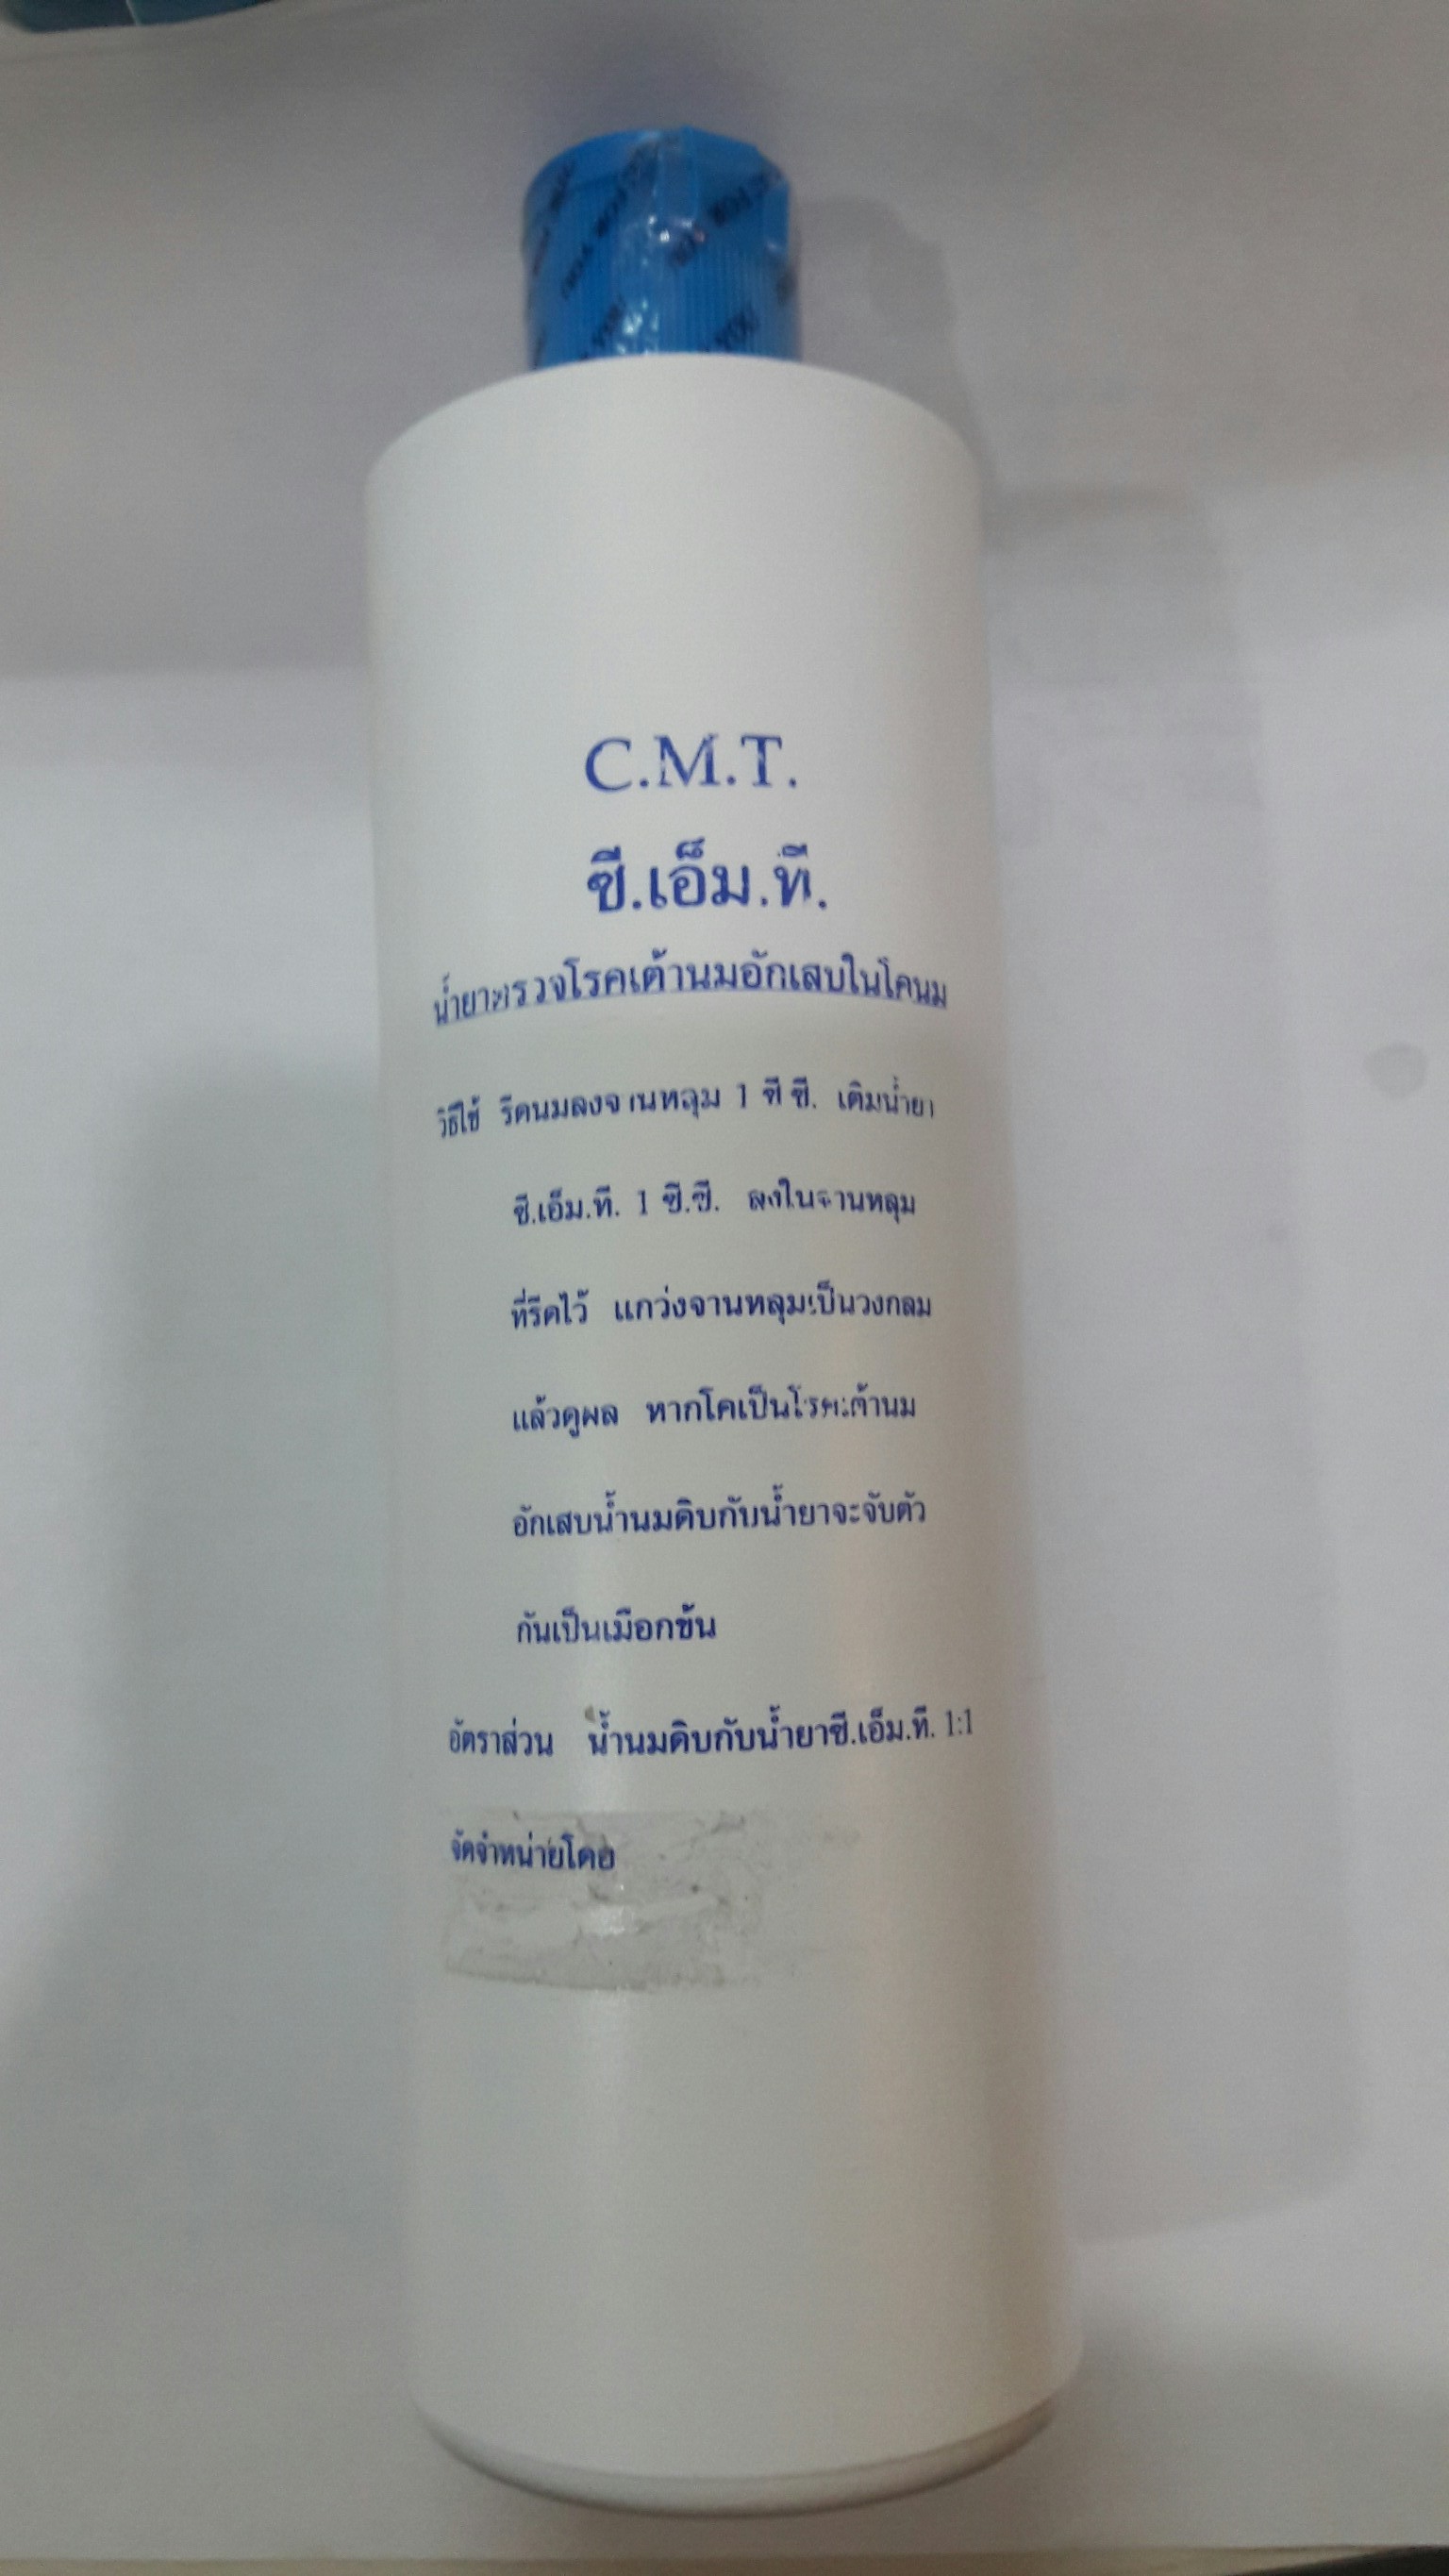 C.M.T.
ซี.เอ็ม.ที.
น้ำยาตรวจโรคเต้านมอักเสบในโคนม
วิธีใช้ รีดนมลงจานหลุม 1 ซี ซี. เติมน้ำยา
ซี.เอ็ม.ที. 1 ซี.ซี. ลงในจานหลุม
ที่รีดไว้ แกว่งจานหลุมเป็นวงกลม
แล้วดูผล หากโคเป็นโรคเต้านม
อักเสบน้ำนมดิบกับน้ำยาจะจับตัว
กันเป็นเมือกข้น
อัตราส่วน น้ำนมดิบกับน้ำยาซี.เอ็ม.ที. 1:1
จัดจำหน่ายโดย